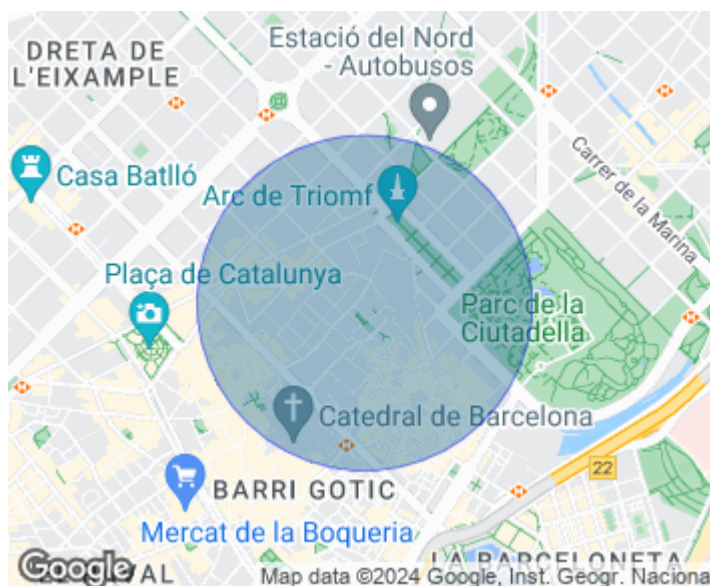 DRETA DE
L'EIXAMPLE
Estació del Nord
- Autobusos
Carrer de la Marina
Casa Batlló
Arc de Triomf
Plaça de Catalunya
Parc de la
Ciutadella
Catedral de Barcelona
22
BARRI GOTIC
Mercat de la Boqueria
LA BARCELONETA
Google
Map data ©2024 Google, Inst. Geogr. Naciona